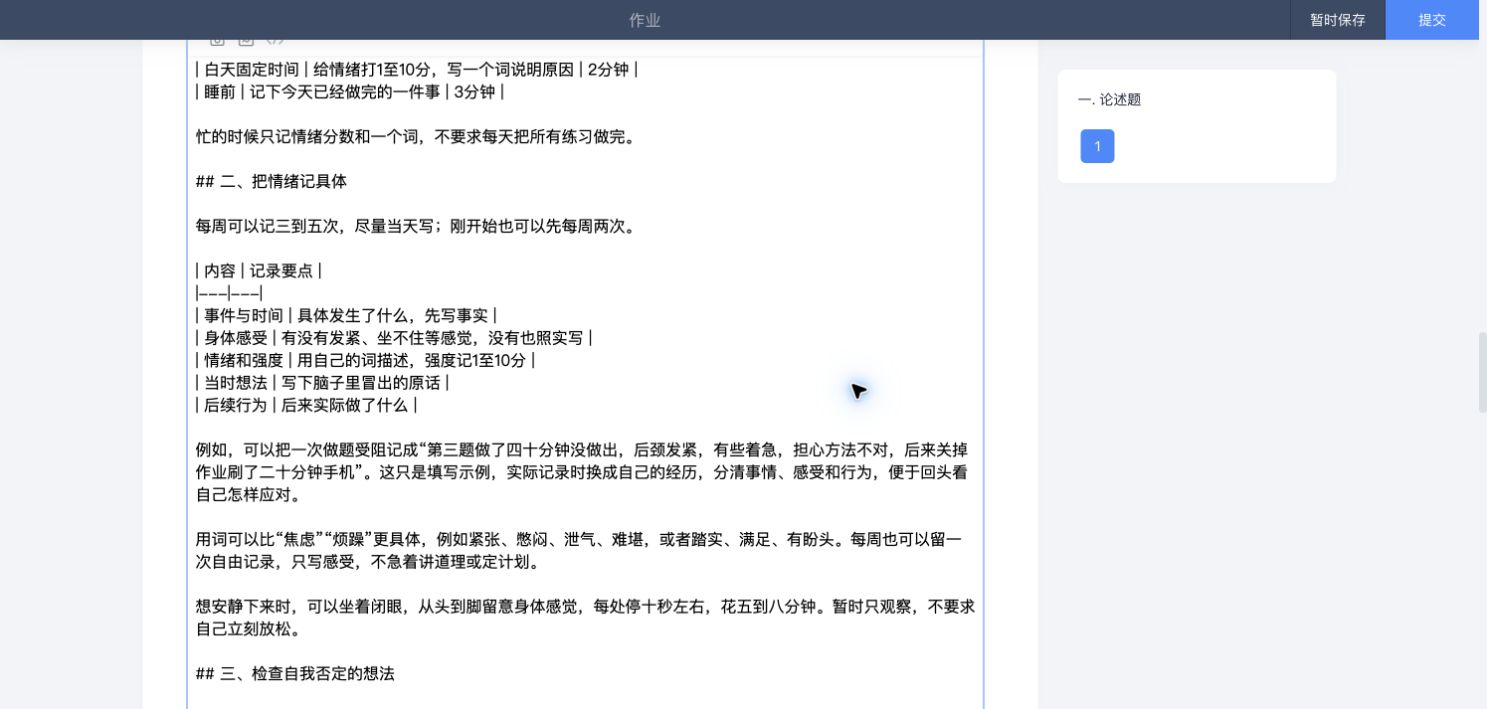 作业
暂时保存
提交
| 白天固定时间 | 给情绪打1至10分，写一个词说明原因 | 2分钟 |
| 睡前 | 记下今天已经做完的一件事 | 3分钟 |
忙的时候只记情绪分数和一个词，不要求每天把所有练习做完。
## 二、把情绪记具体
每周可以记三到五次，尽量当天写；刚开始也可以先每周两次。
| 内容 | 记录要点 |
|---|---|
| 事件与时间 | 具体发生了什么，先写事实 |
| 身体感受 | 有没有发紧、坐不住等感觉，没有也照实写 |
| 情绪和强度 | 用自己的词描述，强度记1至10分 |
| 当时想法 | 写下脑子里冒出的原话 |
| 后续行为 | 后来实际做了什么 |
例如，可以把一次做题受阻记成“第三题做了四十分钟没做出，后颈发紧，有些着急，担心方法不对，后来关掉
作业刷了二十分钟手机”。这只是填写示例，实际记录时换成自己的经历，分清事情、感受和行为，便于回头看
自己怎样应对。
用词可以比“焦虑”“烦躁”更具体，例如紧张、憋闷、泄气、难堪，或者踏实、满足、有盼头。每周也可以留一
次自由记录，只写感受，不急着讲道理或定计划。
想安静下来时，可以坐着闭眼，从头到脚留意身体感觉，每处停十秒左右，花五到八分钟。暂时只观察，不要求
自己立刻放松。
## 三、检查自我否定的想法
一. 论述题
1